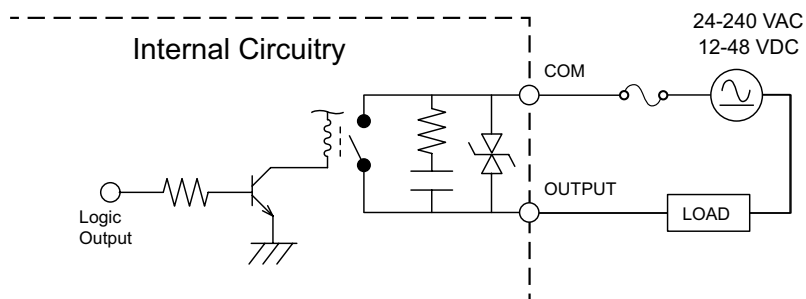 24-240 VAC
12-48 VDC
Internal Circuitry
COM
OUTPUT
LOAD
Logic
Output